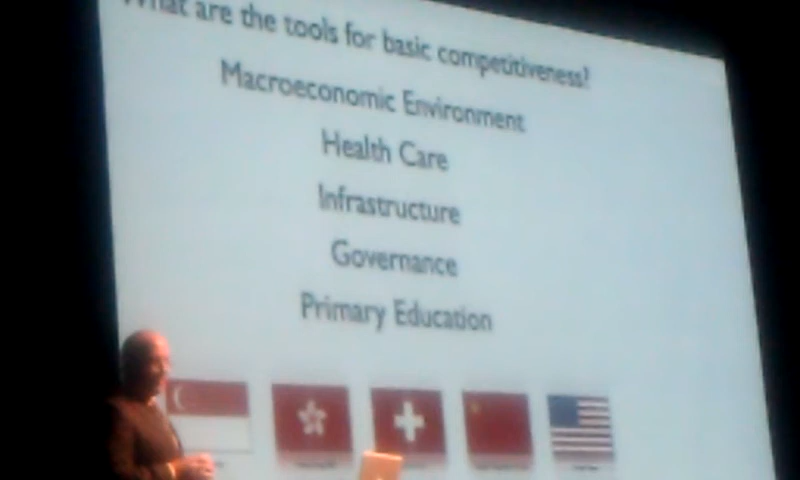 What are the tools for basic competitiveness?
Macroeconomic Environment
Health Care
Infrastructure
Governance
Primary Education